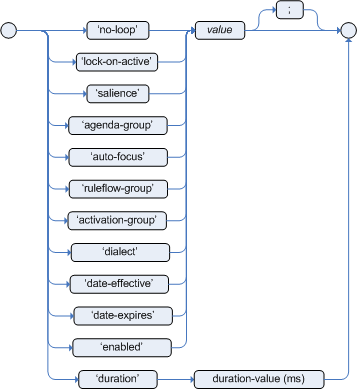 'no-loop' value ;
'lock-on-active'
'salience'
'agenda-group'
'auto-focus'
'ruleflow-group'
'activation-group'
'dialect'
'date-effective'
'date-expires'
'enabled'
'duration' duration-value (ms)